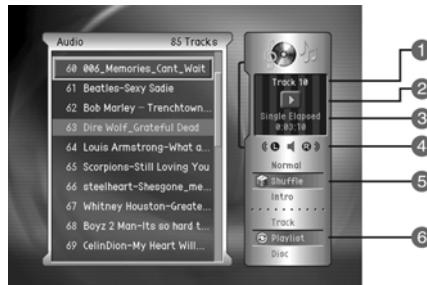 Audio 85 Tracks
60 006_Memories_Cant_Wait
61 Beatles-Sexy Sadie
62 Bob Marley - Trenchtown...
63 Dire Wolf_Grateful Dead
64 Louis Armstrong-What a...
65 Scorpions-Still Loving You
66 steelheart-Shesgone_me...
67 Whitney Houston-Greate...
68 Boyz 2 Man-Its so hard t...
69 CelinDion-My Heart Will...
Track 10
Single Elapsed
0:03:10
L R
Normal
Shuffle
Intro
Track
Playlist
Disc
1
2
3
4
5
6